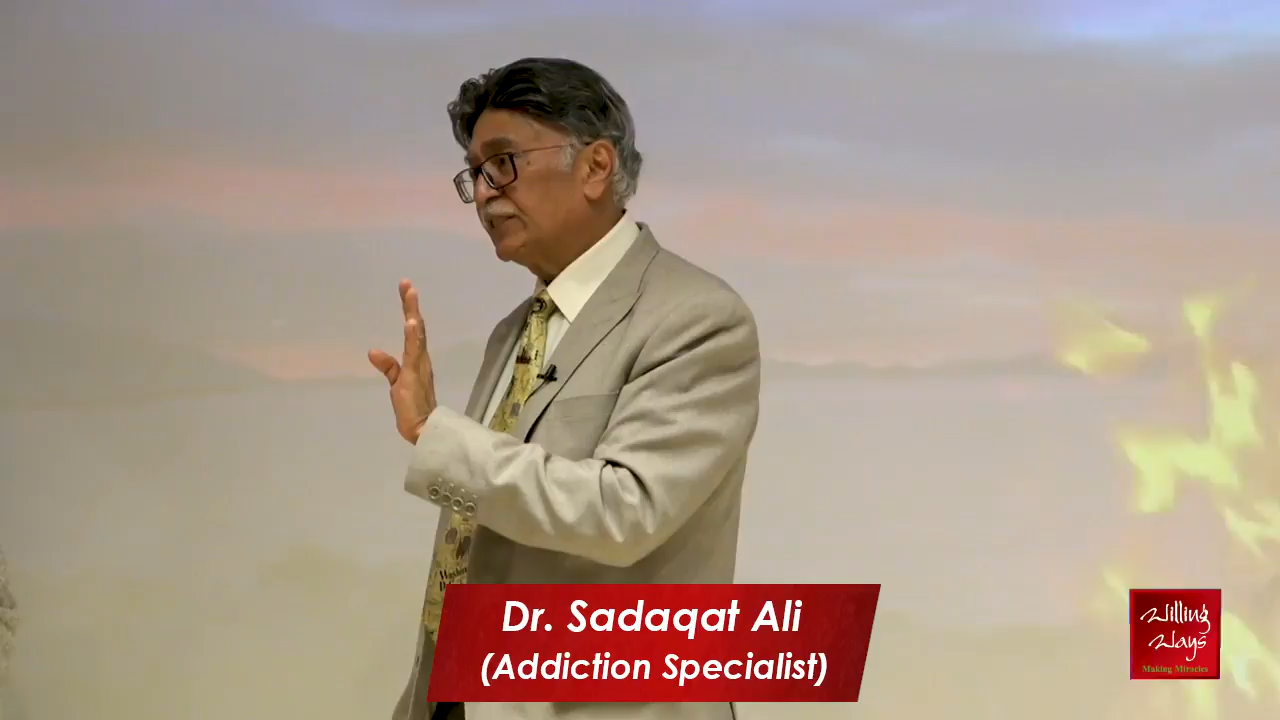 Dr. Sadaqat Ali
(Addiction Specialist)
Willing
Ways
Making Miracles